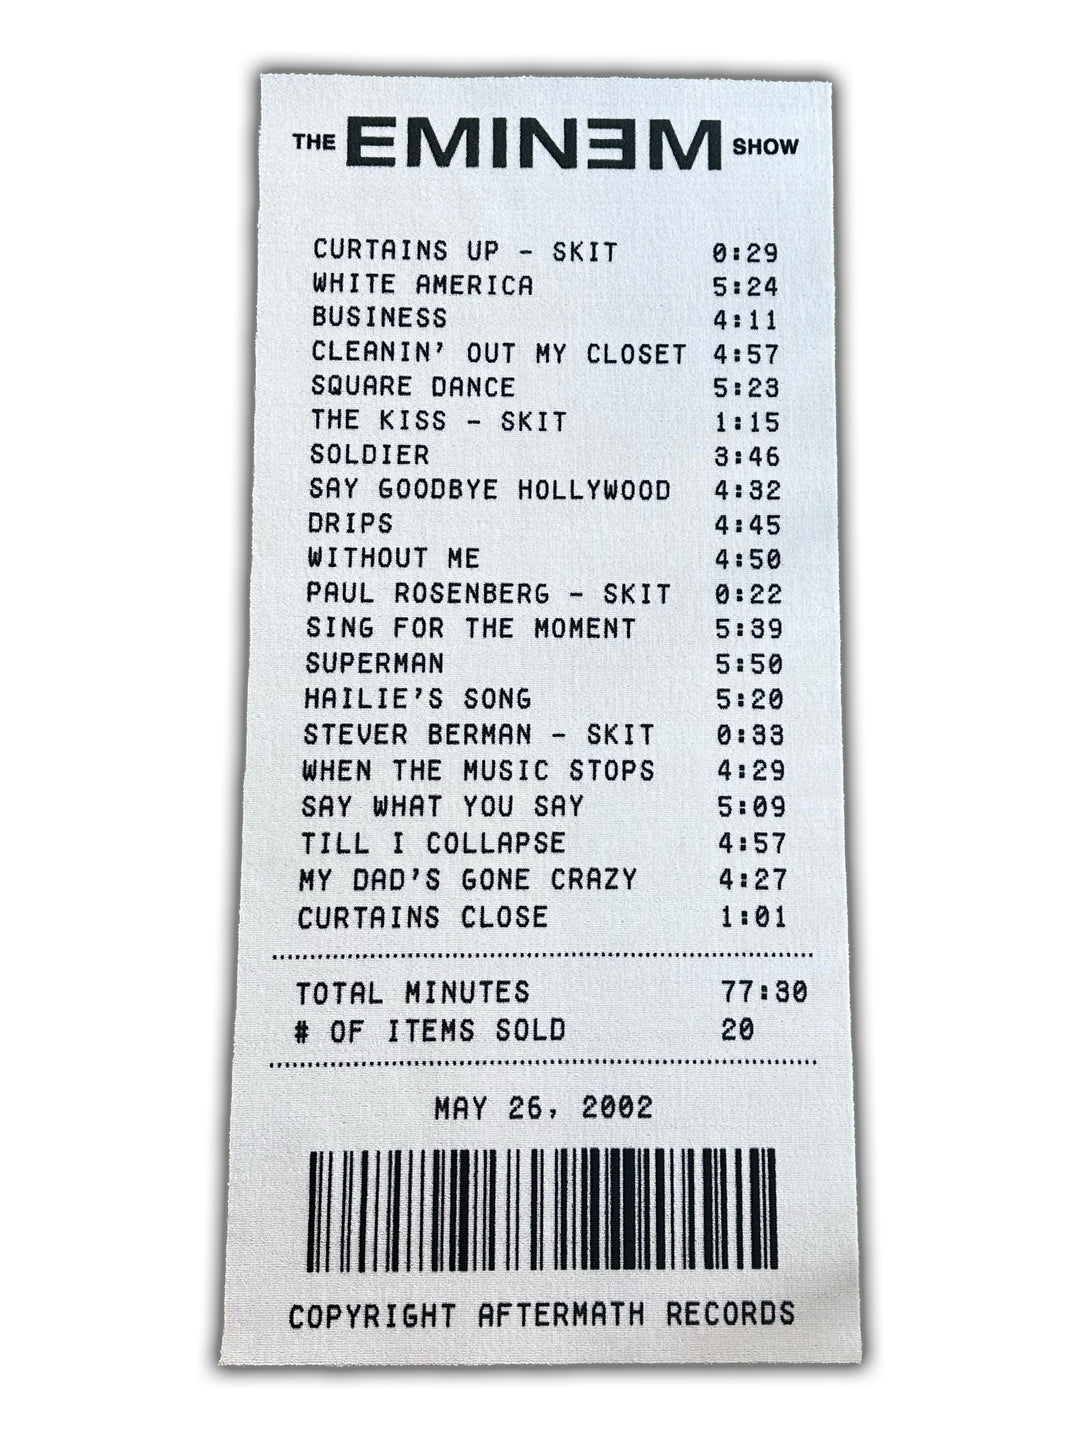 THE EMINEM SHOW
CURTAINS UP - SKIT 0:29
WHITE AMERICA 5:24
BUSINESS 4:11
CLEANIN' OUT MY CLOSET 4:57
SQUARE DANCE 5:23
THE KISS - SKIT 1:15
SOLDIER 3:46
SAY GOODBYE HOLLYWOOD 4:32
DRIPS 4:45
WITHOUT ME 4:50
PAUL ROSENBERG - SKIT 0:22
SING FOR THE MOMENT 5:39
SUPERMAN 5:50
HAILIE'S SONG 5:20
STEVER BERMAN - SKIT 0:33
WHEN THE MUSIC STOPS 4:29
SAY WHAT YOU SAY 5:09
TILL I COLLAPSE 4:57
MY DAD'S GONE CRAZY 4:27
CURTAINS CLOSE 1:01
TOTAL MINUTES 77:30
# OF ITEMS SOLD 20
MAY 26, 2002
COPYRIGHT AFTERMATH RECORDS